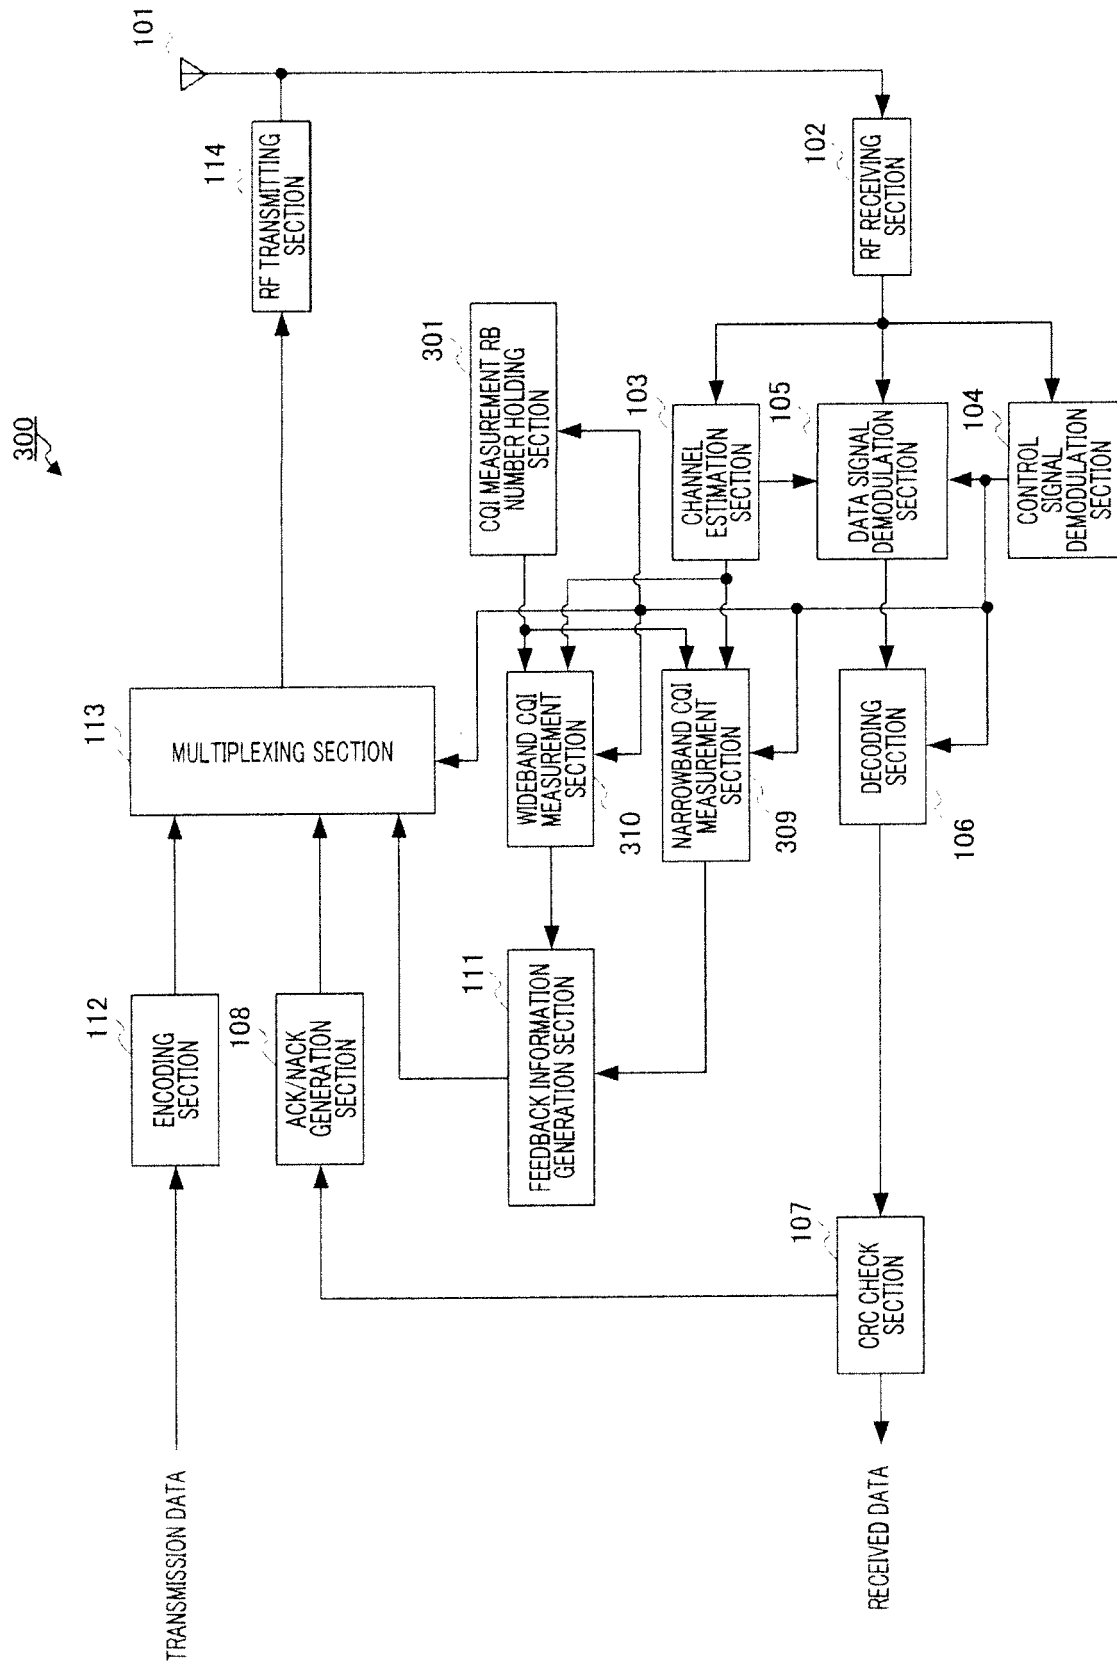 300
101
RF TRANSMITTING
SECTION
114
RF RECEIVING
SECTION
102
CQI MEASUREMENT RB
NUMBER HOLDING
SECTION
301
CHANNEL
ESTIMATION
SECTION
103
DATA SIGNAL
DEMODULATION
SECTION
105
CONTROL
SIGNAL
DEMODULATION
SECTION
104
MULTIPLEXING SECTION
113
WIDEBAND CQI
MEASUREMENT
SECTION
310
NARROWBAND CQI
MEASUREMENT
SECTION
309
DECODING
SECTION
106
ENCODING
SECTION
112
ACK/NACK
GENERATION
SECTION
108
FEEDBACK INFORMATION
GENERATION SECTION
111
CRC CHECK
SECTION
107
TRANSMISSION DATA
RECEIVED DATA